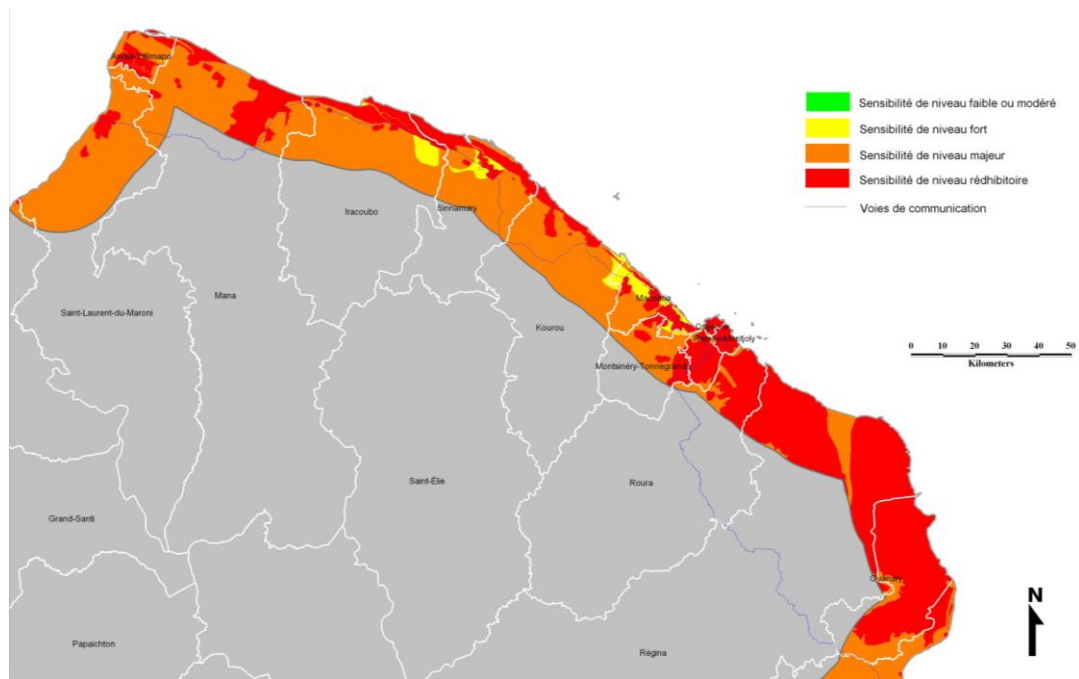 Awala-Yalimapo
Sensibilité de niveau faible ou modéré
Sensibilité de niveau fort
Sensibilité de niveau majeur
Sensibilité de niveau rédhibitoire
Voies de communication
Iracoubo
Sinnamary
Mana
Saint-Laurent-du-Maroni
Macouria
Kourou
Montsinéry-Tonnegrande
0 10 20 30 40 50
Kilometers
Saint-Élie
Roura
Grand-Santi
Ouanary
N
Papaichton
Régina